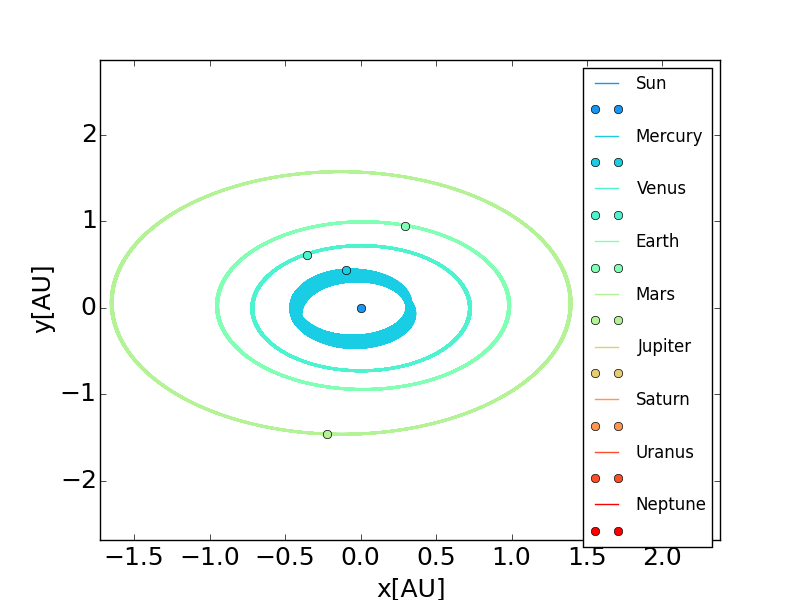 Sun
Mercury
2
Venus
1
Earth
y[AU]
0
Mars
Jupiter
−1
Saturn
Uranus
−2
Neptune
−1.5 −1.0 −0.5 0.0 0.5 1.0 1.5 2.0
x[AU]